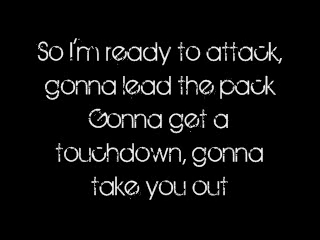 So I'm ready to attack,
gonna lead the pack
Gonna get a
touchdown, gonna
take you out